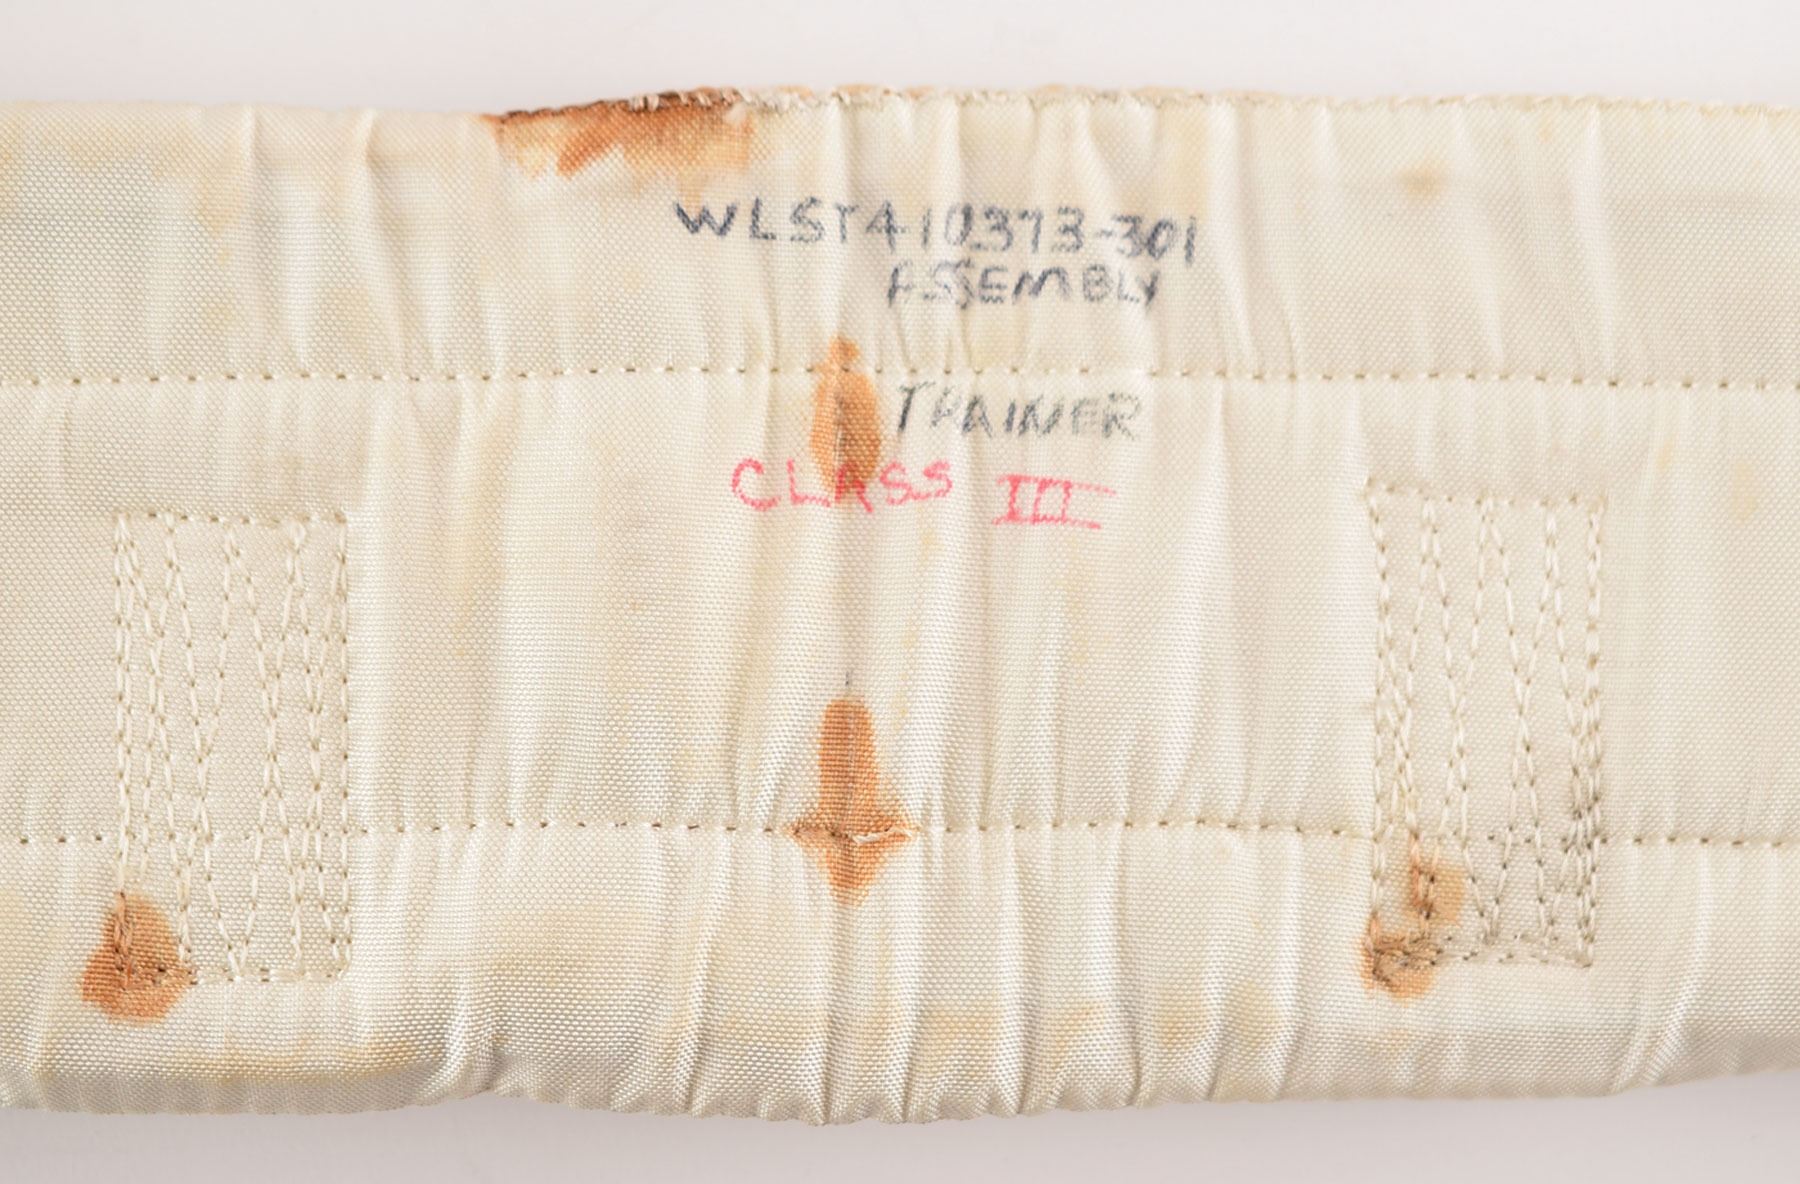 WLST410373-301
ASSEMBLY
TRAINER
CLASS III